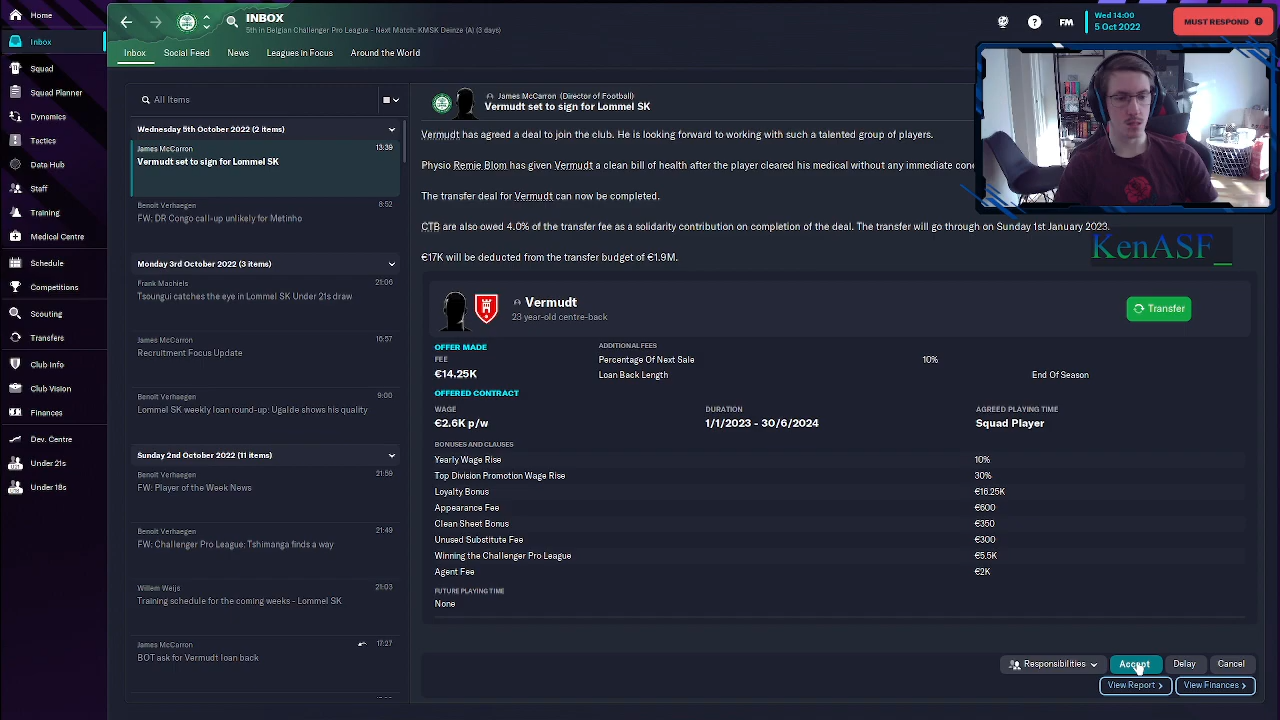 Home
INBOX
5th in Belgian Challenger Pro League - Next Match: KMSK Deinze (A) (3 days)
FM
Wed 14:00
5 Oct 2022
MUST RESPOND
Inbox
Social Feed
News
Leagues in Focus
Around the World
Inbox
Squad
Squad Planner
Dynamics
Tactics
Data Hub
Staff
Training
Medical Centre
Schedule
Competitions
Scouting
Transfers
Club Info
Club Vision
Finances
Dev. Centre
Under 21s
Under 18s
All Items
Wednesday 5th October 2022 (2 items)
James McCarron 13:39
Vermudt set to sign for Lommel SK
Benoît Verhaegen 8:52
FW: DR Congo call-up unlikely for Metinho
Monday 3rd October 2022 (3 items)
Frank Machiels 21:06
Tsoungui catches the eye in Lommel SK Under 21s draw
James McCarron 16:57
Recruitment Focus Update
Benoît Verhaegen 9:00
Lommel SK weekly loan round-up: Ugalde shows his quality
Sunday 2nd October 2022 (11 items)
Benoît Verhaegen 21:59
FW: Player of the Week News
Benoît Verhaegen 21:49
FW: Challenger Pro League: Tshimanga finds a way
Willem Weijs 21:03
Training schedule for the coming weeks - Lommel SK
James McCarron 17:27
BOT ask for Vermudt loan back
James McCarron (Director of Football)
Vermudt set to sign for Lommel SK
Vermudt has agreed a deal to join the club. He is looking forward to working with such a talented group of players.
Physio Remie Blom has given Vermudt a clean bill of health after the player cleared his medical without any immediate
The transfer deal for Vermudt can now be completed.
CTB are also owed 4.0% of the transfer fee as a solidarity contribution on completion of the deal. The transfer will go through on Sunday 1st January 2023.
€17K will be deducted from the transfer budget of €1.9M.
KenASF_
Vermudt
23 year-old centre-back
Transfer
OFFER MADE
FEE
€14.25K
ADDITIONAL FEES
Percentage Of Next Sale 10%
Loan Back Length End Of Season
OFFERED CONTRACT
WAGE DURATION AGREED PLAYING TIME
€2.6K p/w 1/1/2023 - 30/6/2024 Squad Player
BONUSES AND CLAUSES
Yearly Wage Rise 10%
Top Division Promotion Wage Rise 30%
Loyalty Bonus €16.25K
Appearance Fee €600
Clean Sheet Bonus €350
Unused Substitute Fee €300
Winning the Challenger Pro League €5.5K
Agent Fee €2K
FUTURE PLAYING TIME
None
Responsibilities
Accept
Delay
Cancel
View Report
View Finances